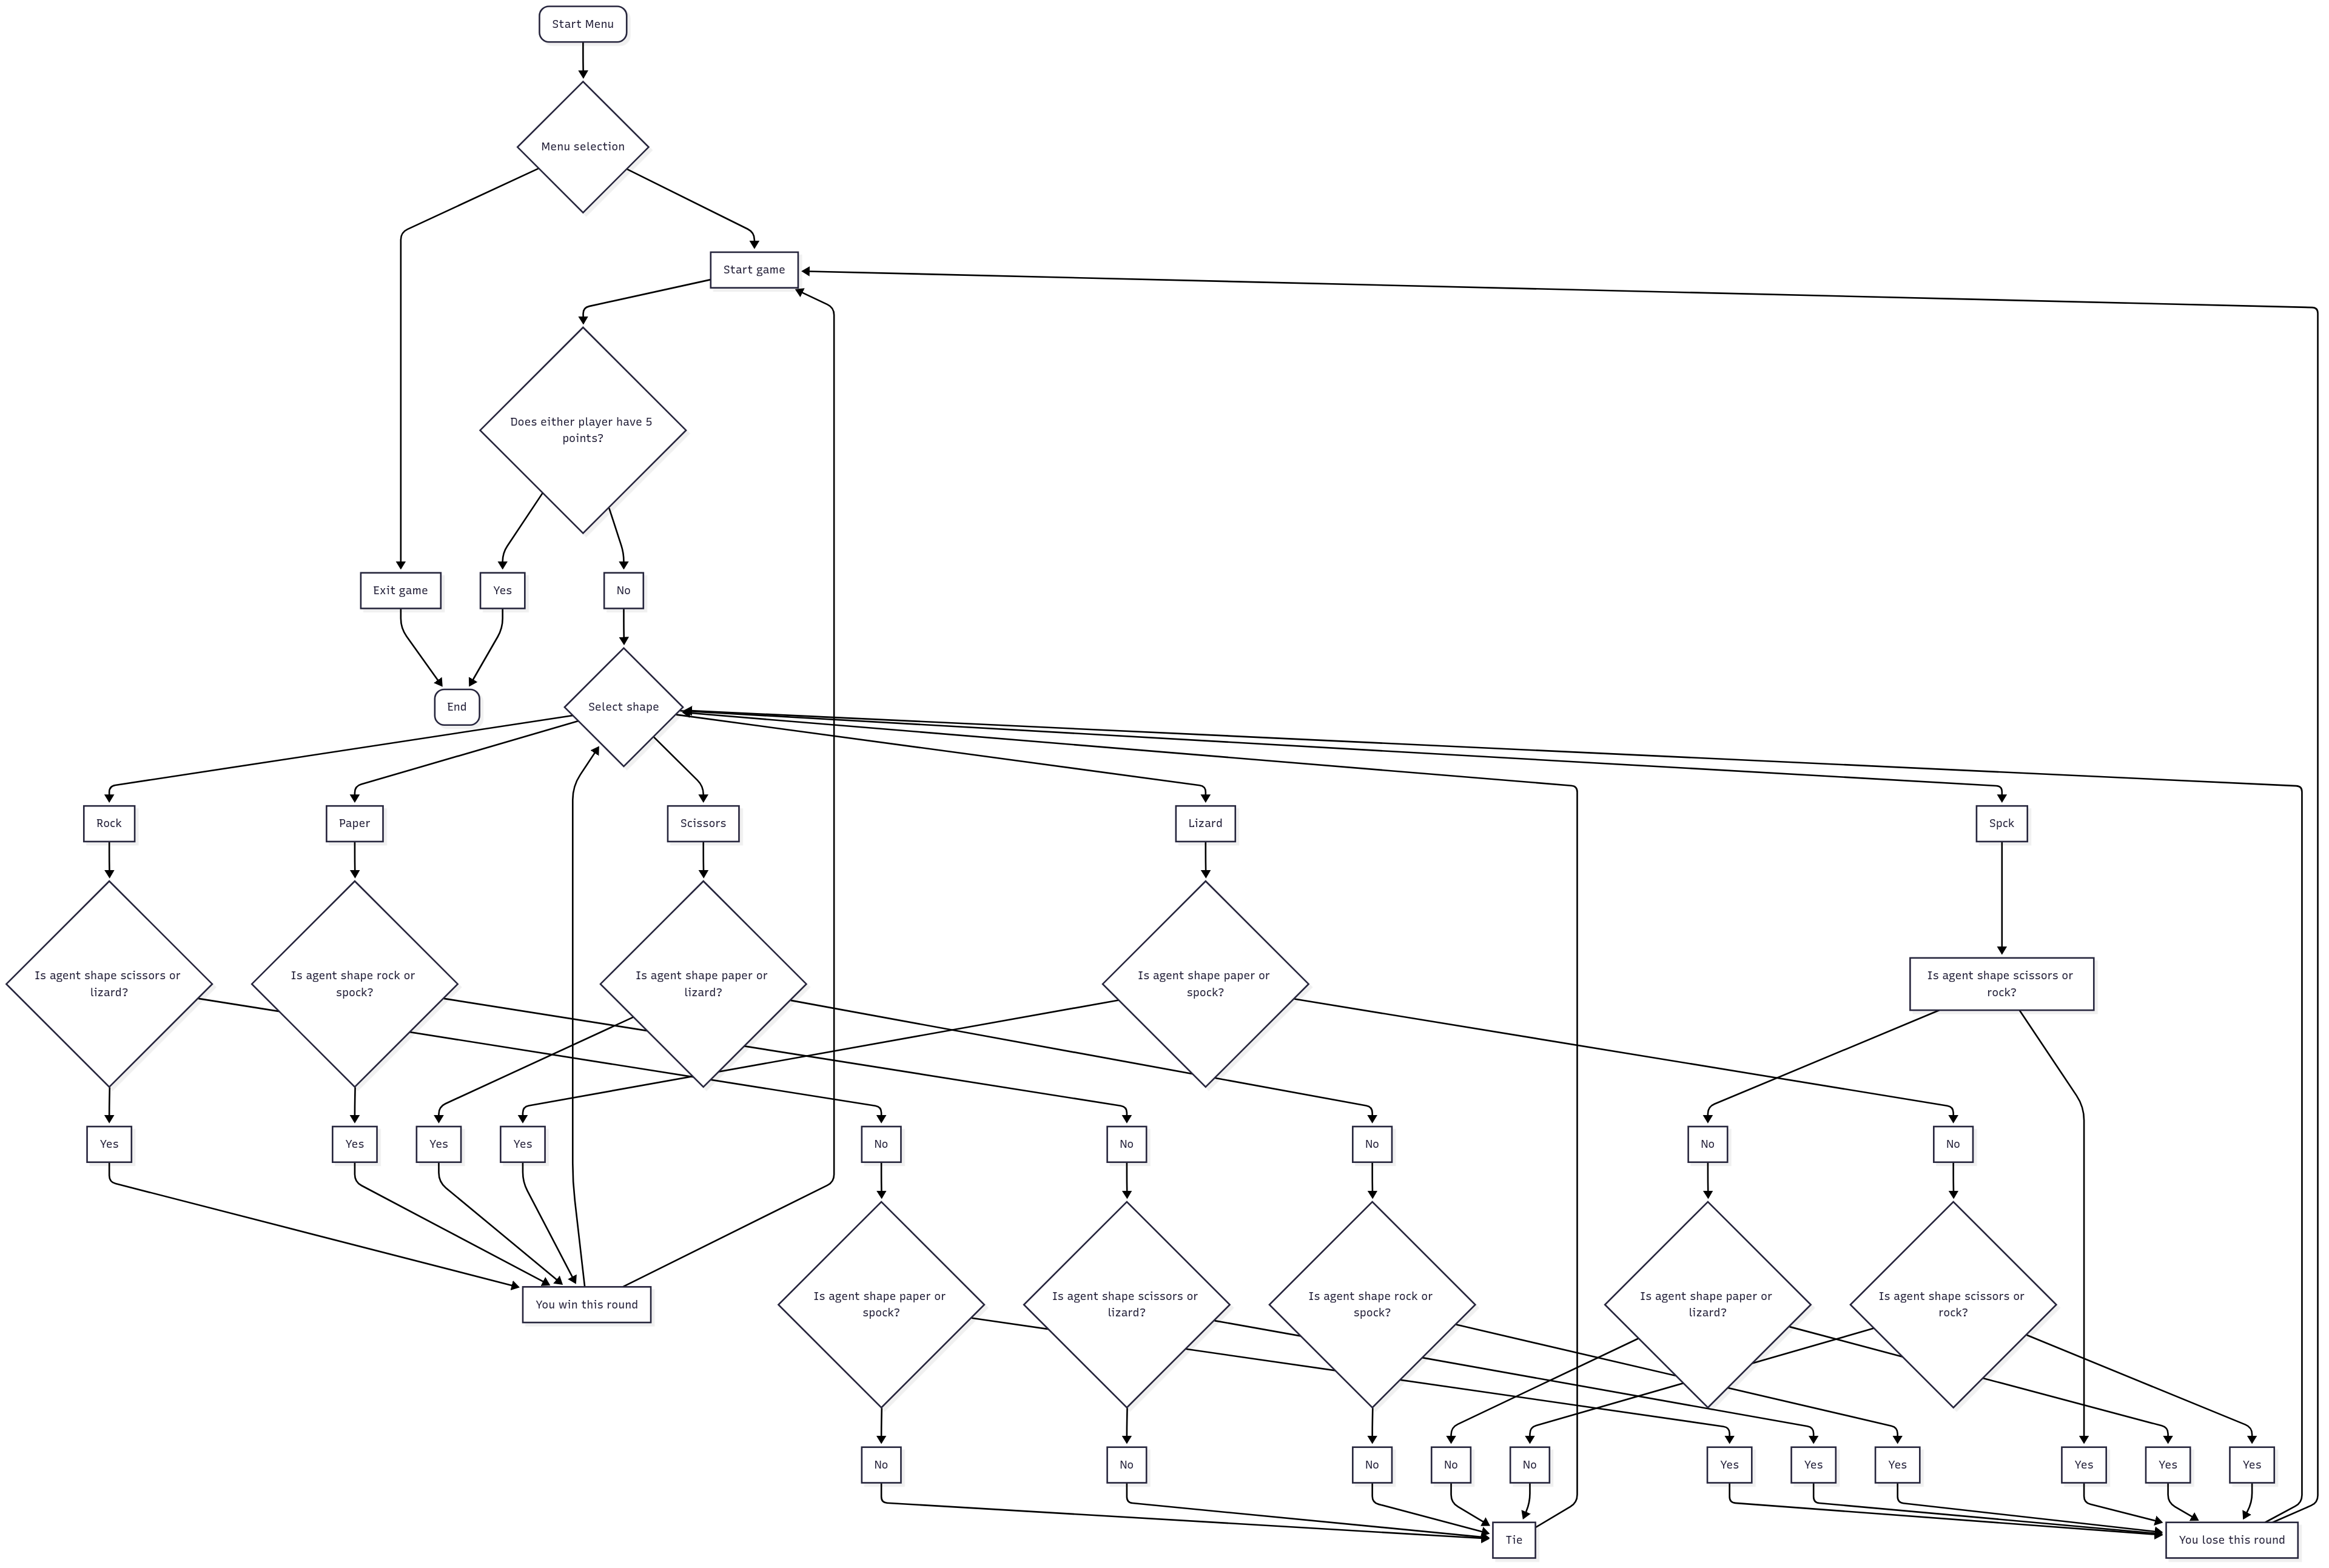 Start Menu
Menu selection
Start game
Does either player have 5
points?
Exit game
Yes
No
End
Select shape
Rock
Paper
Scissors
Lizard
Spck
Is agent shape scissors or
lizard?
Is agent shape rock or
spock?
Is agent shape paper or
lizard?
Is agent shape paper or
spock?
Is agent shape scissors or
rock?
Yes
Yes
Yes
Yes
No
No
No
No
No
You win this round
Is agent shape paper or
spock?
Is agent shape scissors or
lizard?
Is agent shape rock or
spock?
Is agent shape paper or
lizard?
Is agent shape scissors or
rock?
No
No
No
No
No
Yes
Yes
Yes
Yes
Yes
Yes
Tie
You lose this round